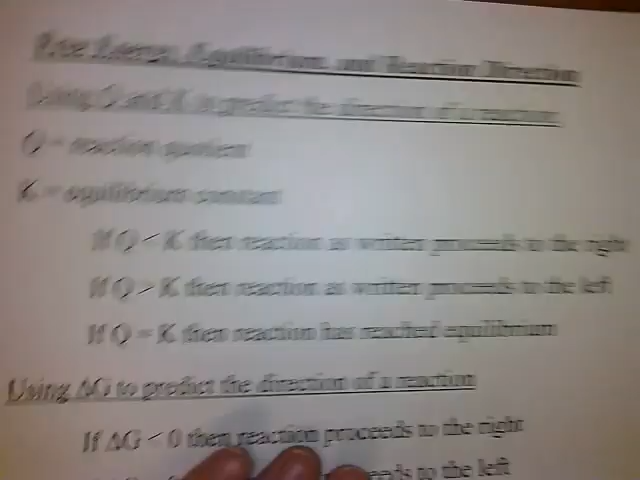 Free Energy, Equilibrium, and Reaction Direction
Using Q and K to predict the direction of a reaction
Q = reaction quotient
K = equilibrium constant
If Q < K then reaction as written proceeds to the right
If Q > K then reaction as written proceeds to the left
If Q = K then reaction has reached equilibrium
Using ΔG to predict the direction of a reaction
If ΔG < 0 then reaction proceeds to the right
to the left